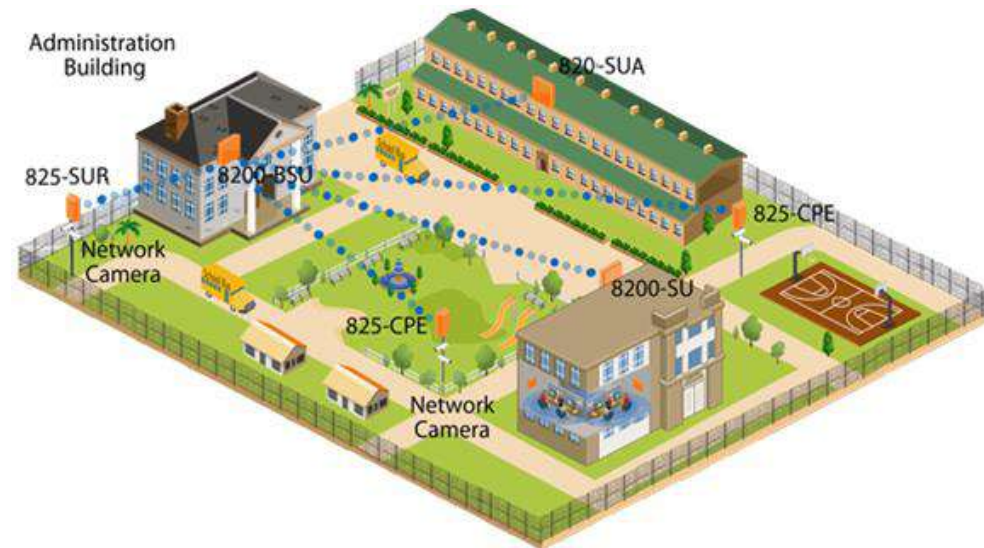 Administration
Building
820-SUA
825-SUR
8200-BSU
825-CPE
Network
Camera
8200-SU
825-CPE
Network
Camera